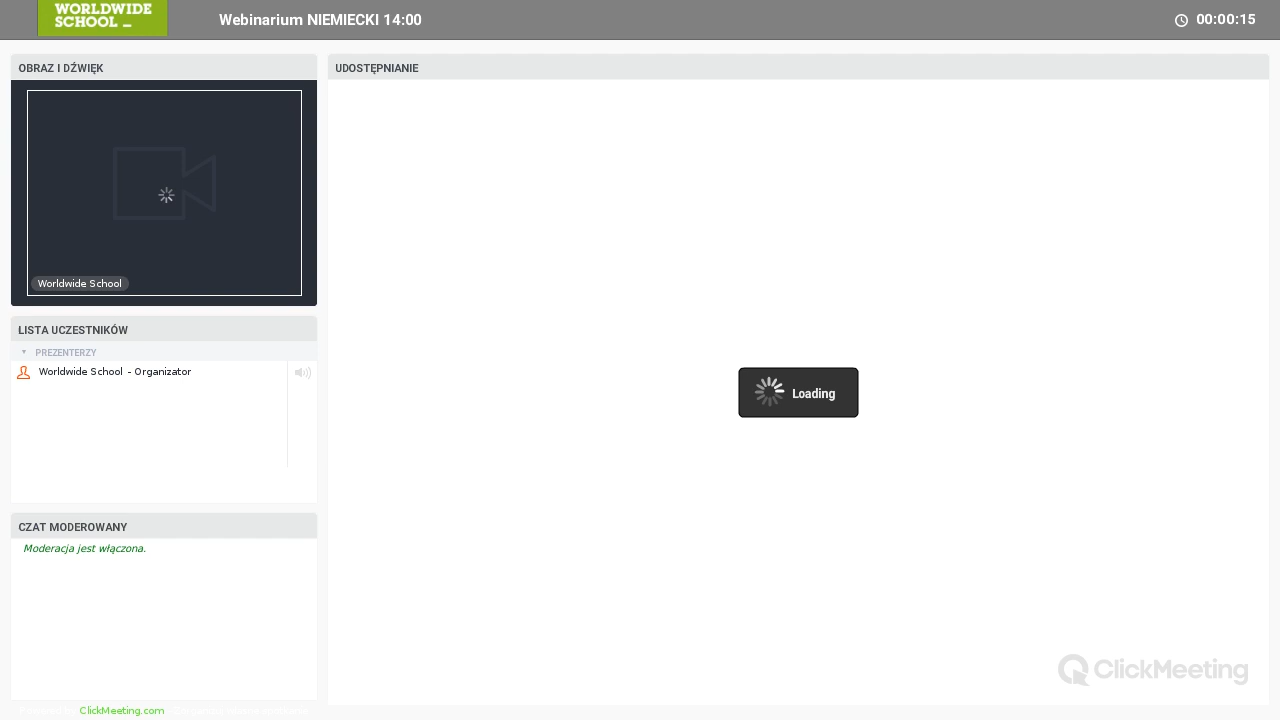 WORLDWIDE
SCHOOL
Webinarium NIEMIECKI 14:00
00:00:15
OBRAZ I DŹWIĘK
Worldwide School
LISTA UCZESTNIKÓW
PREZENTERZY
Worldwide School - Organizator
CZAT MODEROWANY
Moderacja jest włączona.
ClickMeeting.com
UDOSTĘPNIANIE
Loading
ClickMeeting